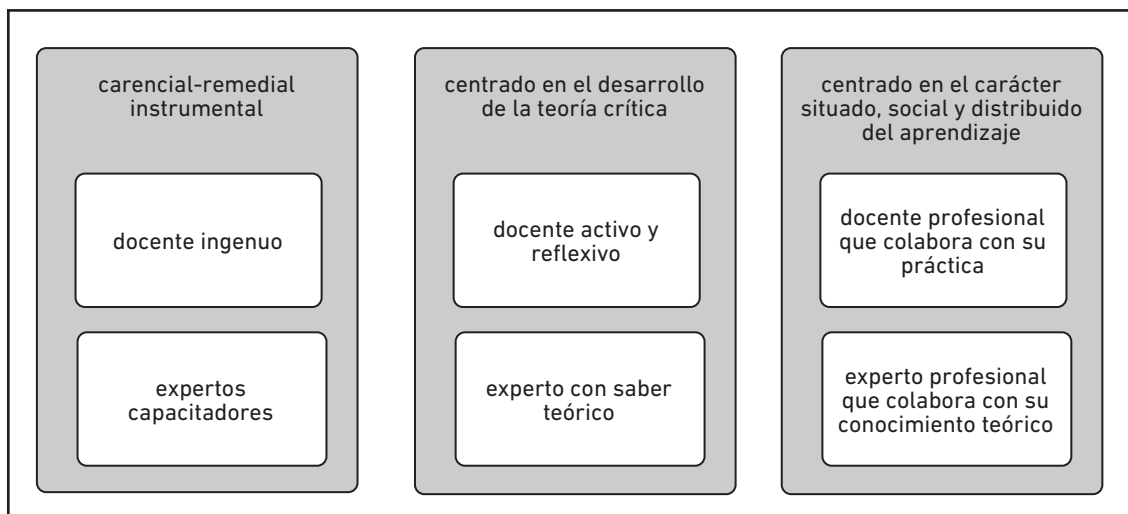 carencial-remedial
instrumental
docente ingenuo
expertos
capacitadores
centrado en el desarrollo
de la teoría crítica
docente activo y
reflexivo
experto con saber
teórico
centrado en el carácter
situado, social y distribuido
del aprendizaje
docente profesional
que colabora con su
práctica
experto profesional
que colabora con su
conocimiento teórico